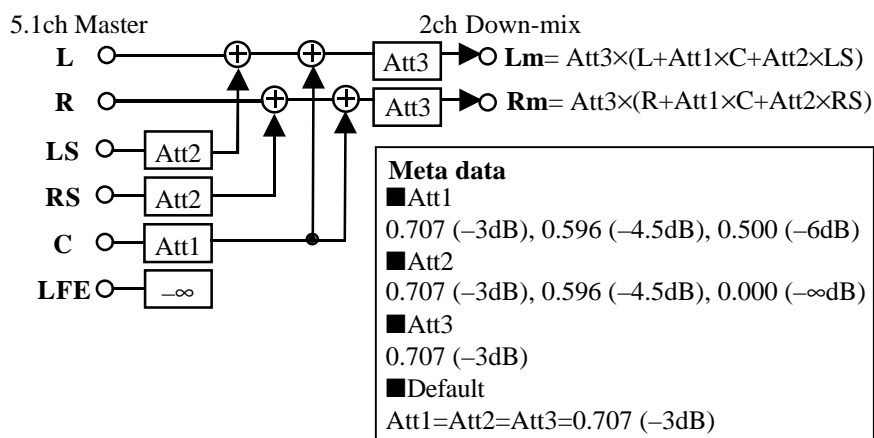 5.1ch Master 2ch Down-mix
L Att3 Lm= Att3×(L+Att1×C+Att2×LS)
R Att3 Rm= Att3×(R+Att1×C+Att2×RS)
LS Att2
RS Att2
C Att1
LFE –∞
Meta data
■Att1
0.707 (–3dB), 0.596 (–4.5dB), 0.500 (–6dB)
■Att2
0.707 (–3dB), 0.596 (–4.5dB), 0.000 (–∞dB)
■Att3
0.707 (–3dB)
■Default
Att1=Att2=Att3=0.707 (–3dB)